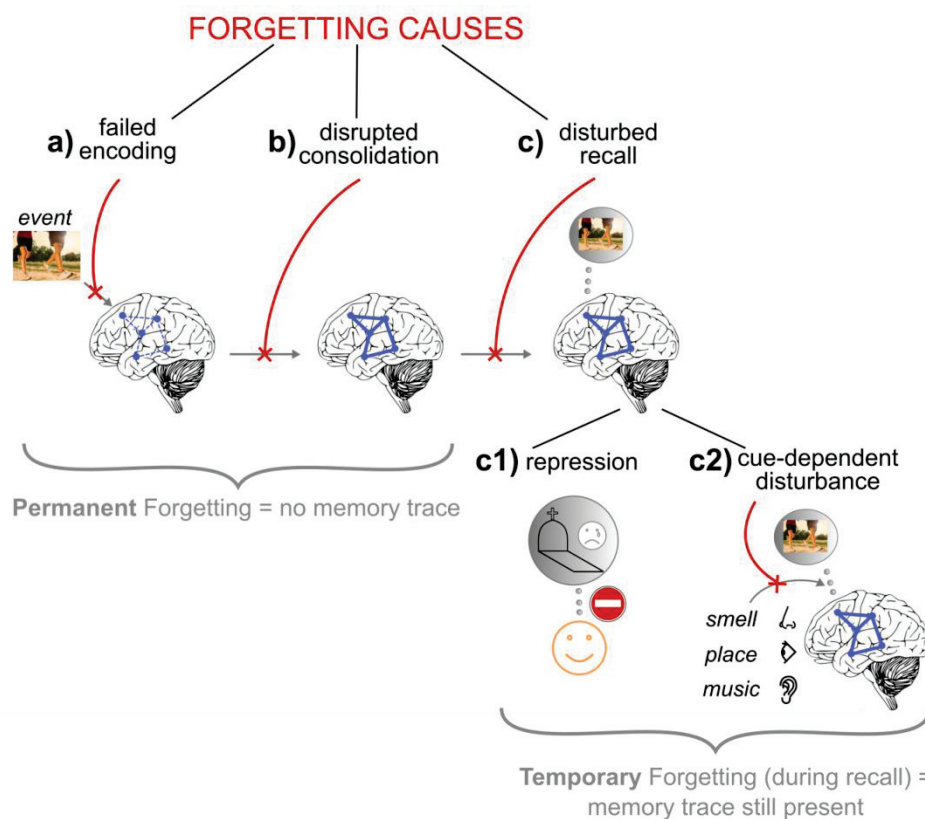 FORGETTING CAUSES
a) failed
encoding
b) disrupted
consolidation
c) disturbed
recall
event
Permanent Forgetting = no memory trace
c1) repression
c2) cue-dependent
disturbance
smell
place
music
Temporary Forgetting (during recall) =
memory trace still present